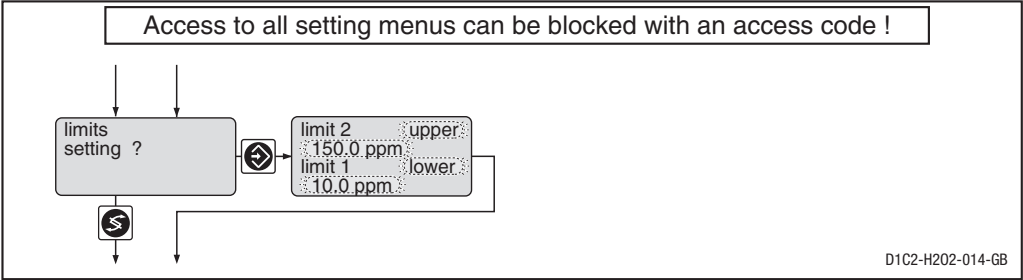 Access to all setting menus can be blocked with an access code !
limits
setting ?
limit 2 upper
150.0 ppm
limit 1 lower
10.0 ppm
D1C2-H2O2-014-GB